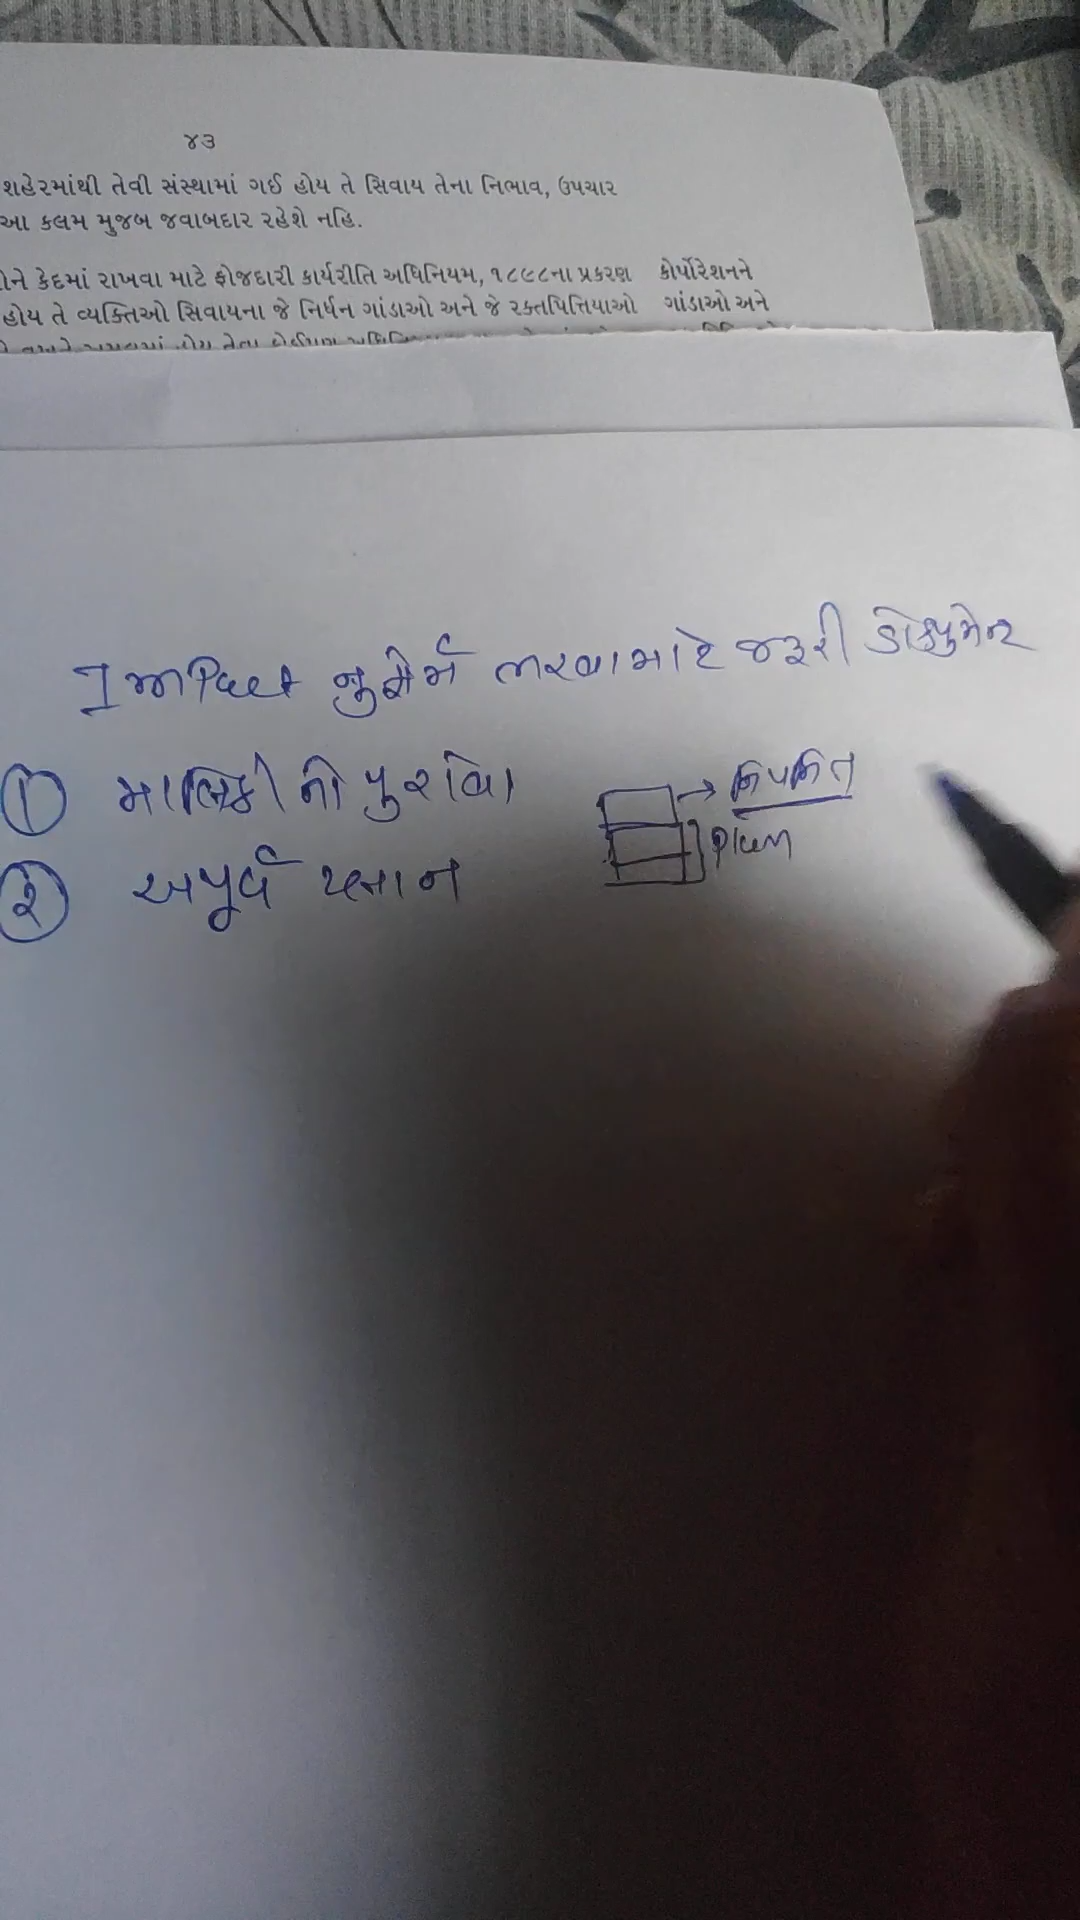 ૪૩
શહેરમાંથી તેવી સંસ્થામાં ગઈ હોય તે સિવાય તેના નિભાવ, ઉપચાર
આ કલમ મુજબ જવાબદાર રહેશે નહિ.
ોને કેદમાં રાખવા માટે ફોજદારી કાર્યરીતિ અધિનિયમ, ૧૮૯૮ના પ્રકરણ કોર્પોરેશનને
હોય તે વ્યક્તિઓ સિવાયના જે નિર્ધન ગાંડાઓ અને જે રક્તપિત્તિયાઓ ગાંડાઓ અને
Impact નુ ફોર્મ ભરવા માટે જરૂરી ડોક્યુમેન્ટ
① માલિકી નો પુરાવો
② અપૂર્વ પ્લાન
Plan